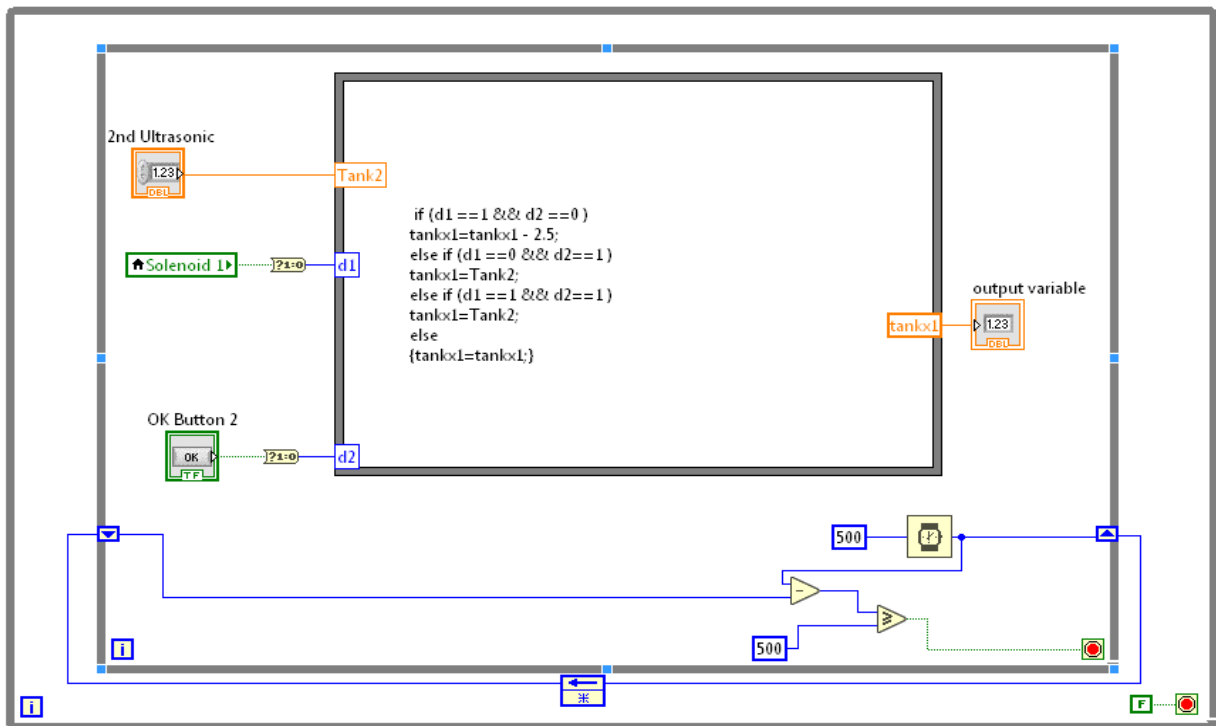 2nd Ultrasonic
1.23
DBL
Tank2
if (d1 ==1 && d2 ==0 )
tankx1=tankx1 - 2.5;
else if (d1 ==0 && d2==1 )
tankx1=Tank2;
else if (d1 ==1 && d2==1 )
tankx1=Tank2;
else
{tankx1=tankx1;}
Solenoid 1
?1:0
d1
output variable
tankx1
1.23
DBL
OK Button 2
OK
TF
?1:0
d2
500
-
≥
500
i
i
F